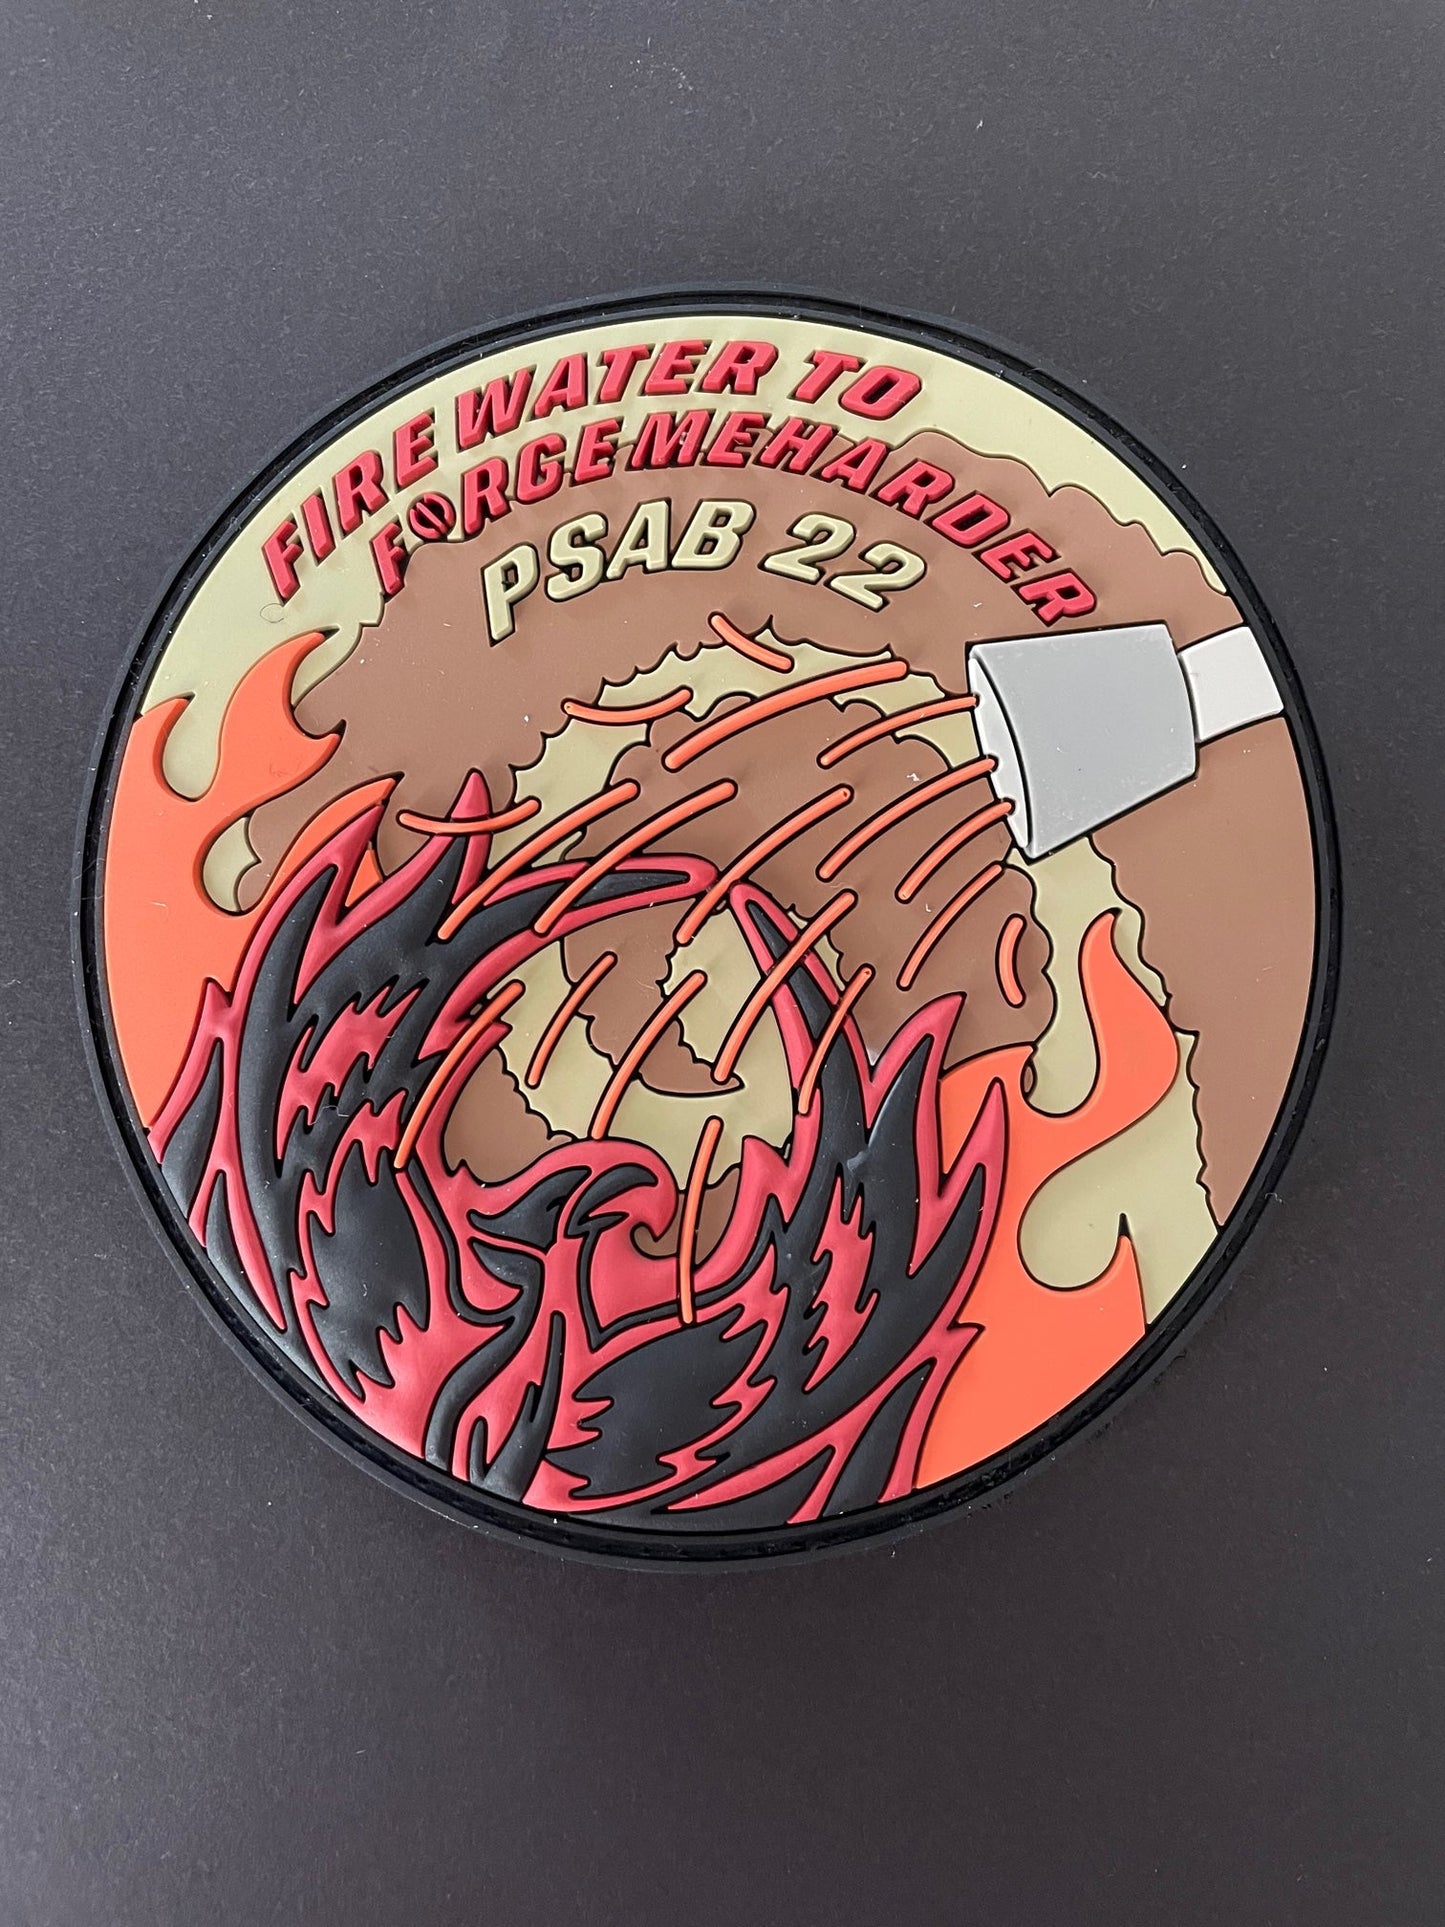 FIRE WATER TO
FORGE ME HARDER
PSAB 22